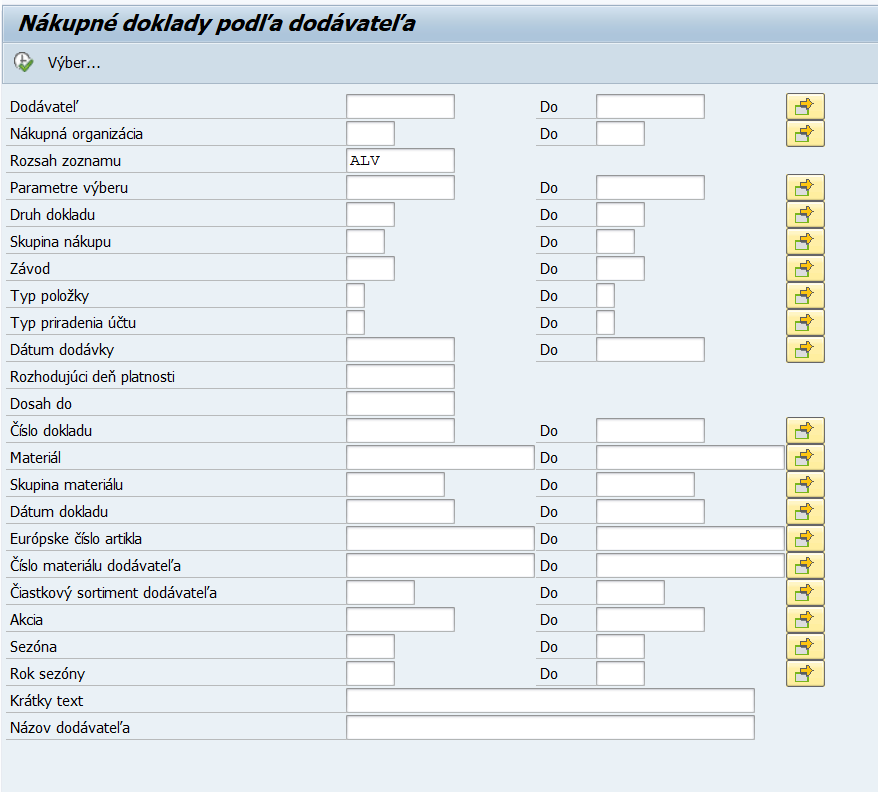 Nákupné doklady podľa dodávateľa
Výber...
Dodávateľ Do
Nákupná organizácia Do
Rozsah zoznamu ALV
Parametre výberu Do
Druh dokladu Do
Skupina nákupu Do
Závod Do
Typ položky Do
Typ priradenia účtu Do
Dátum dodávky Do
Rozhodujúci deň platnosti
Dosah do
Číslo dokladu Do
Materiál Do
Skupina materiálu Do
Dátum dokladu Do
Európske číslo artikla Do
Číslo materiálu dodávateľa Do
Čiastkový sortiment dodávateľa Do
Akcia Do
Sezóna Do
Rok sezóny Do
Krátky text
Názov dodávateľa